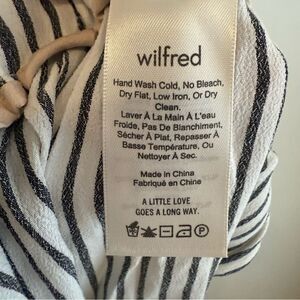 wilfred
Hand Wash Cold, No Bleach,
Dry Flat, Low Iron, Or Dry
Clean.
Laver À La Main À L'eau
Froide, Pas De Blanchiment,
Sécher À Plat, Repasser À
Basse Température, Ou
Nettoyer À Sec.
Made in China
Fabriqué en Chine
A LITTLE LOVE
GOES A LONG WAY.